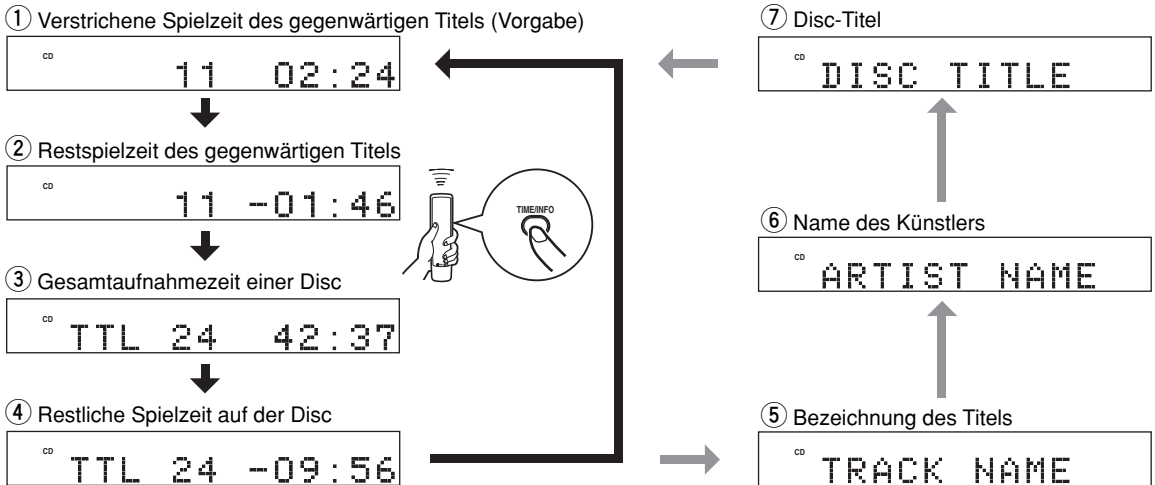 ① Verstrichene Spielzeit des gegenwärtigen Titels (Vorgabe)
CD
11 02:24
② Restspielzeit des gegenwärtigen Titels
CD
11 -01:46
③ Gesamtaufnahmezeit einer Disc
CD
TTL 24 42:37
④ Restliche Spielzeit auf der Disc
CD
TTL 24 -09:56
TIME/INFO
⑤ Bezeichnung des Titels
CD
TRACK NAME
⑥ Name des Künstlers
CD
ARTIST NAME
⑦ Disc-Titel
CD
DISC TITLE